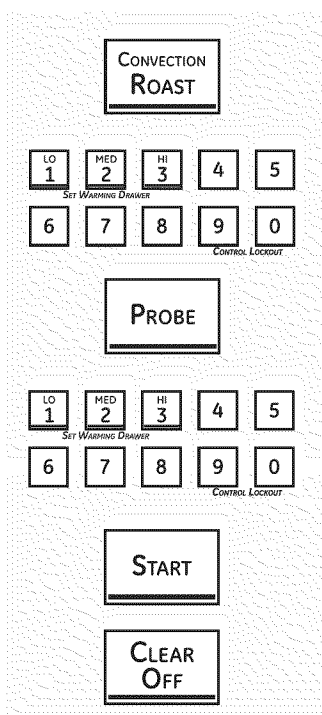 CONVECTION
ROAST
LO MED HI
1 2 3 4 5
SET WARMING DRAWER
6 7 8 9 0
CONTROL LOCKOUT
PROBE
LO MED HI
1 2 3 4 5
SET WARMING DRAWER
6 7 8 9 0
CONTROL LOCKOUT
START
CLEAR
OFF